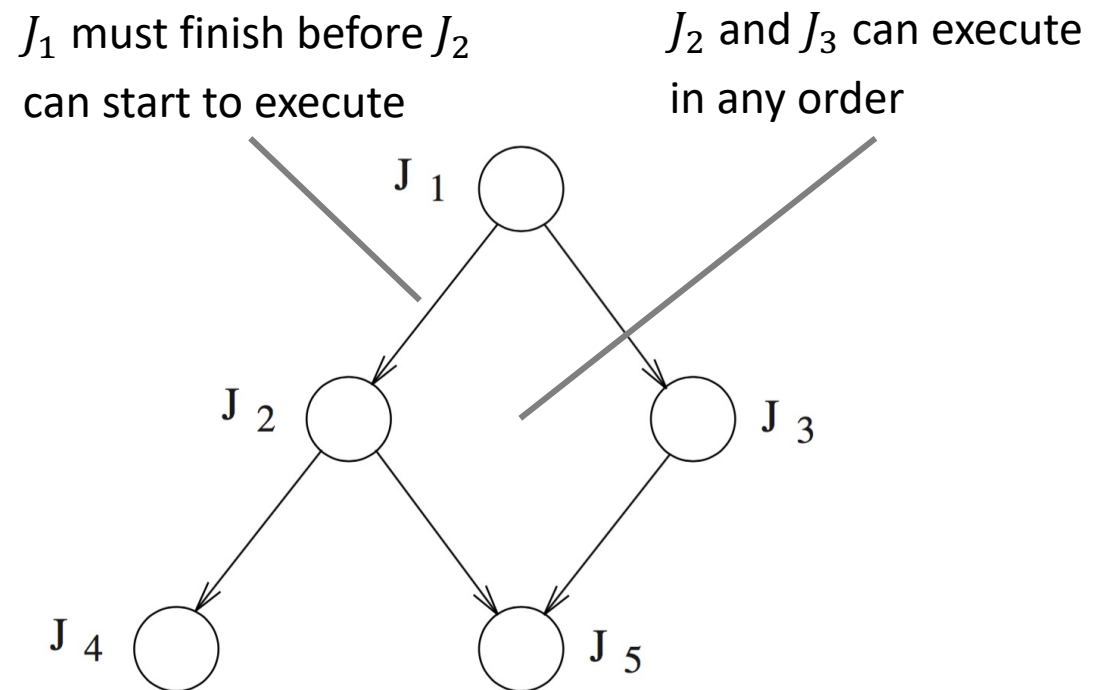 J₁ must finish before J₂
can start to execute
J₂ and J₃ can execute
in any order
J 1
J 2
J 3
J 4
J 5